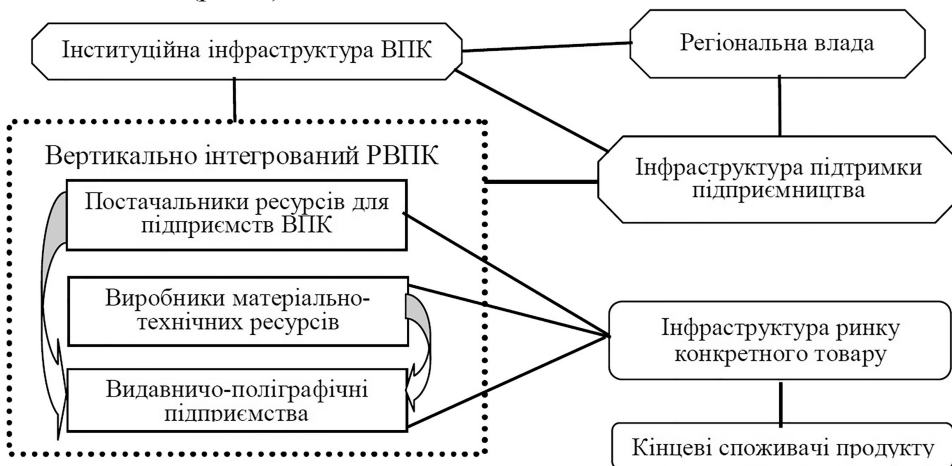 Інституційна інфраструктура ВПК
Регіональна влада
Вертикально інтегрований РВПК
Інфраструктура підтримки
підприємництва
Постачальники ресурсів для
підприємств ВПК
Виробники матеріально-
технічних ресурсів
Інфраструктура ринку
конкретного товару
Видавничо-поліграфічні
підприємства
Кінцеві споживачі продукту